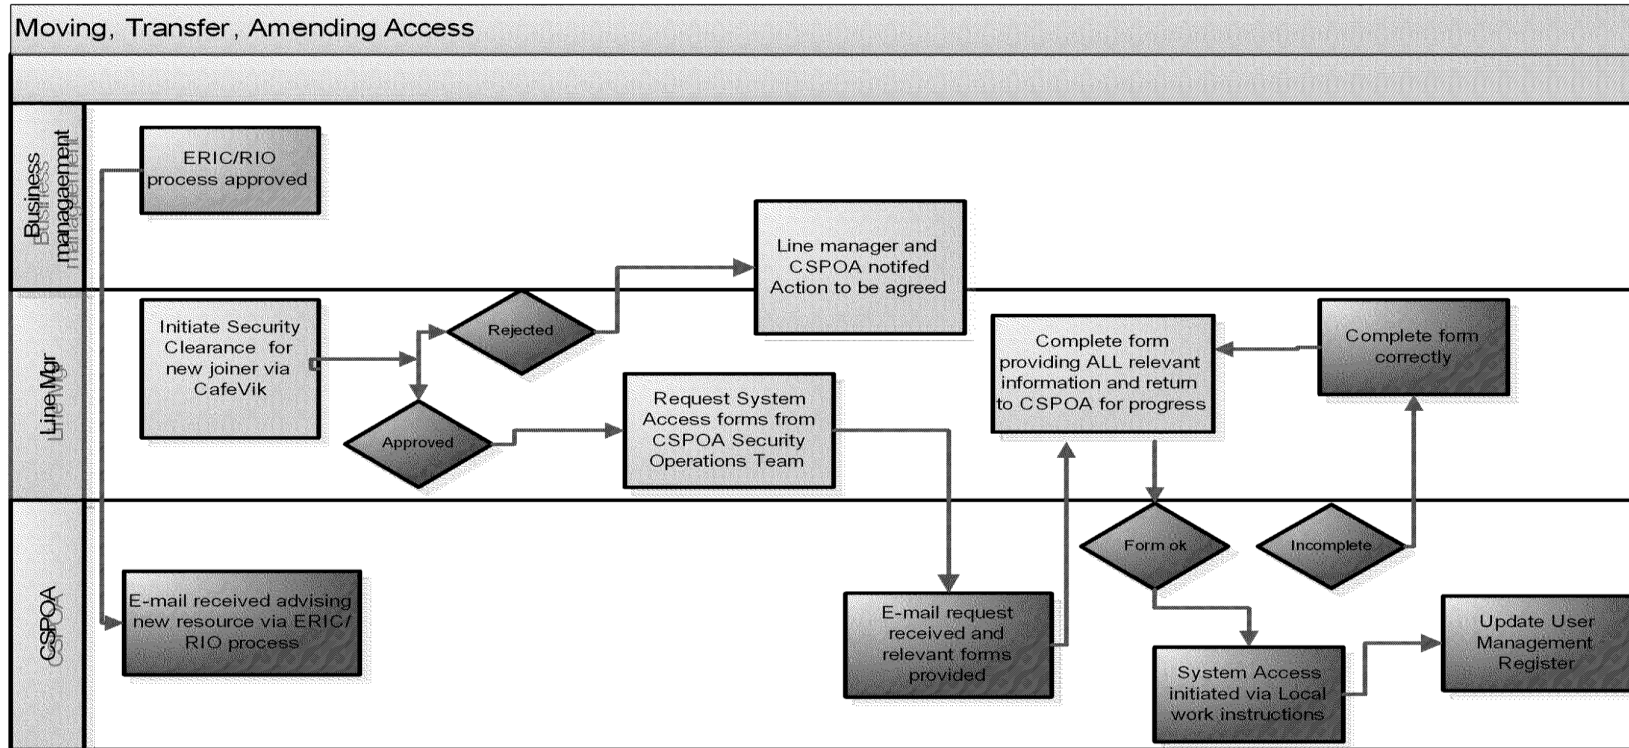 Moving, Transfer, Amending Access
Business
managaement
ERIC/RIO
process approved
Line manager and
CSPOA notifed
Action to be agreed
Line Mgr
Initiate Security
Clearance for
new joiner via
CafeVik
Rejected
Approved
Request System
Access forms from
CSPOA Security
Operations Team
Complete form
providing ALL relevant
information and return
to CSPOA for progress
Complete form
correctly
CSPOA
E-mail received advising
new resource via ERIC/
RIO process
E-mail request
received and
relevant forms
provided
Form ok
Incomplete
System Access
initiated via Local
work instructions
Update User
Management
Register